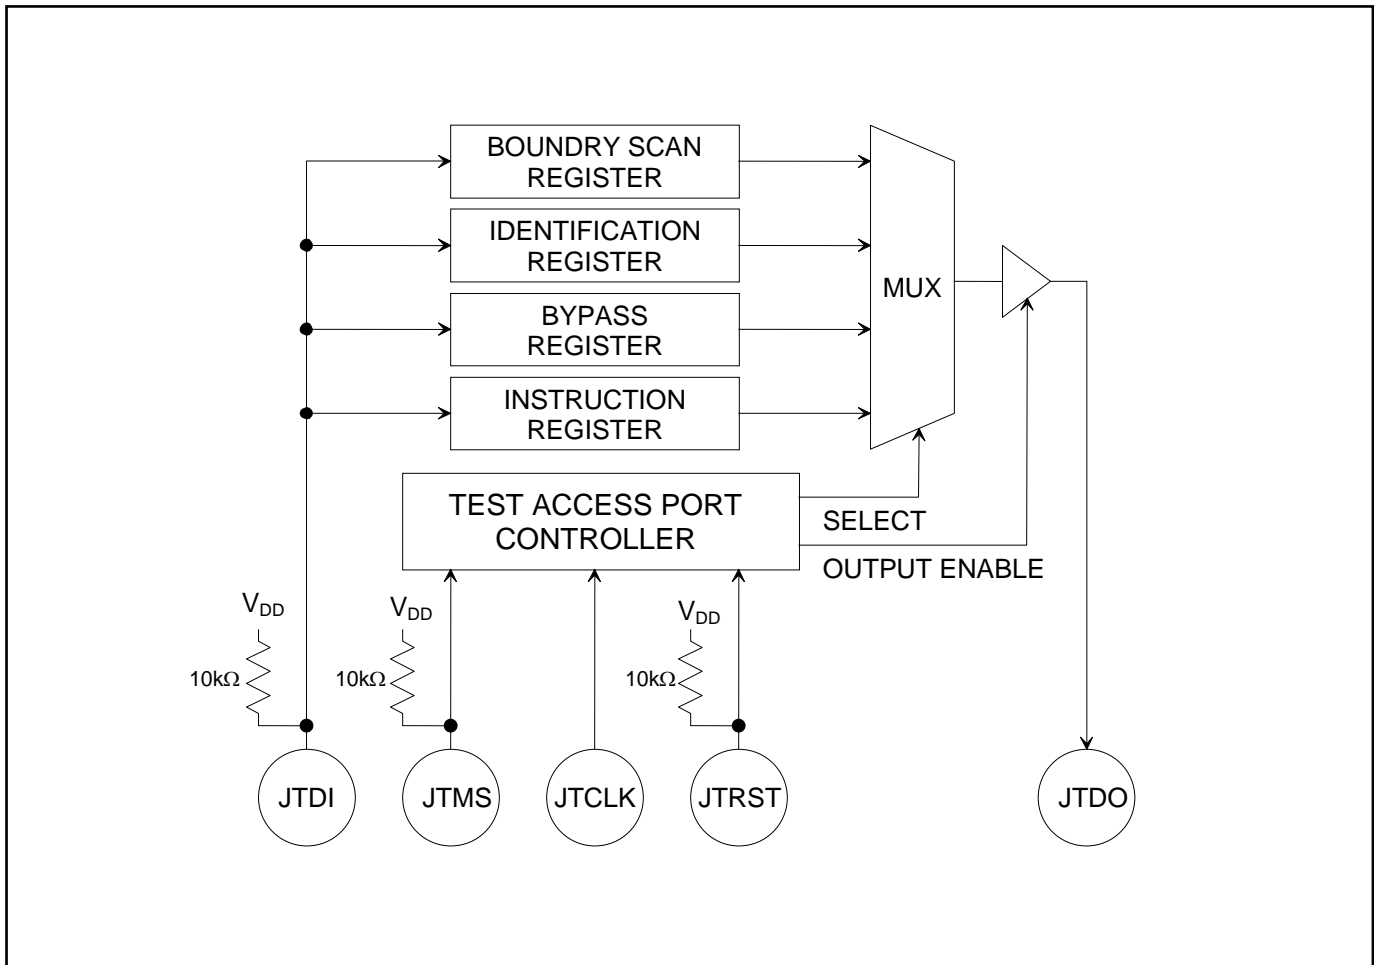 BOUNDRY SCAN
REGISTER
IDENTIFICATION
REGISTER
BYPASS
REGISTER
INSTRUCTION
REGISTER
MUX
TEST ACCESS PORT
CONTROLLER
SELECT
OUTPUT ENABLE
VDD
10kΩ
VDD
10kΩ
VDD
10kΩ
JTDI
JTMS
JTCLK
JTRST
JTDO